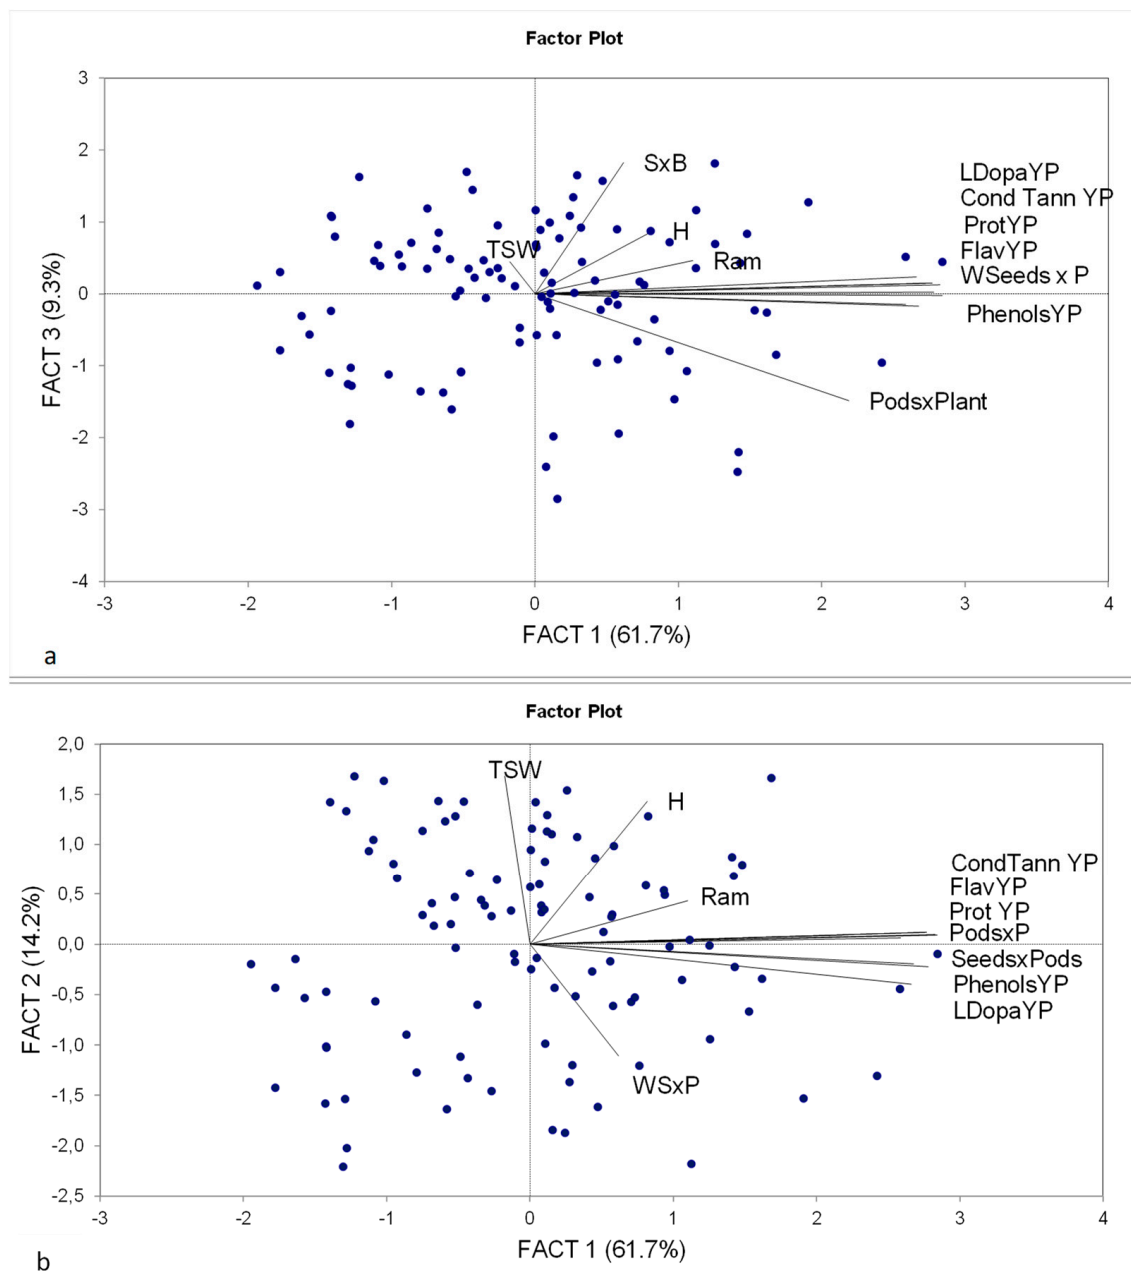 Factor Plot
3
2
1
0
-1
-2
-3
-4
FACT 3 (9.3%)
SxB
H
TSW
Ram
LDopaYP
Cond Tann YP
ProtYP
FlavYP
WSeeds x P
PhenolsYP
PodsxPlant
-3 -2 -1 0 1 2 3 4
FACT 1 (61.7%)
a
Factor Plot
2,0
1,5
1,0
0,5
0,0
-0,5
-1,0
-1,5
-2,0
-2,5
FACT 2 (14.2%)
TSW
H
Ram
CondTann YP
FlavYP
Prot YP
PodsxP
SeedsxPods
PhenolsYP
LDopaYP
WSxP
-3 -2 -1 0 1 2 3 4
FACT 1 (61.7%)
b